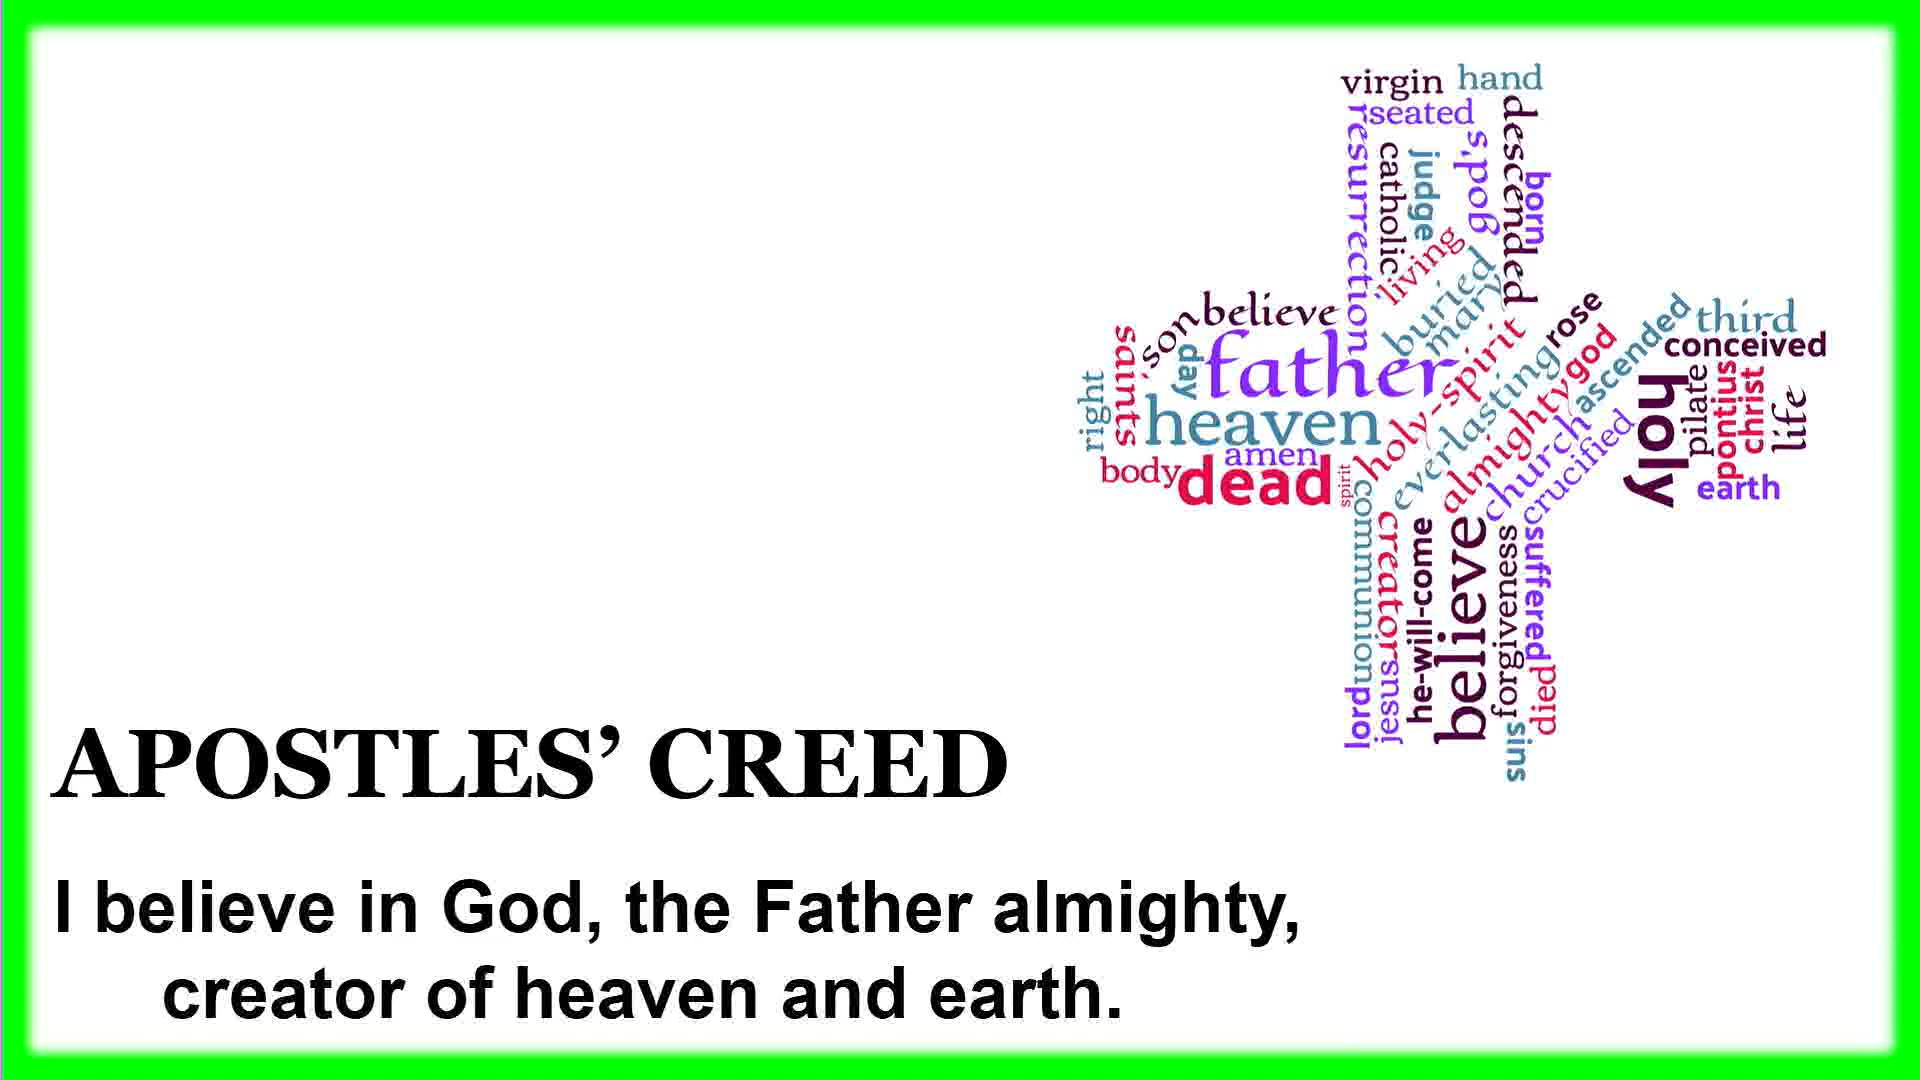 virgin hand
seated
resurrection
catholic
judge
god's
descended
born
'living
buried
mary
believe
'son
day
saints
right
father
heaven
amen
body
dead
spirit
holy-spirit
everlasting
rose
almighty
god
church
ascended
crucified
third
conceived
holy
pilate
pontius
christ
life
earth
communion
creator
he-will-come
believe
forgiveness
suffered
died
lord
jesus
sins
APOSTLES’ CREED
I believe in God, the Father almighty,
creator of heaven and earth.